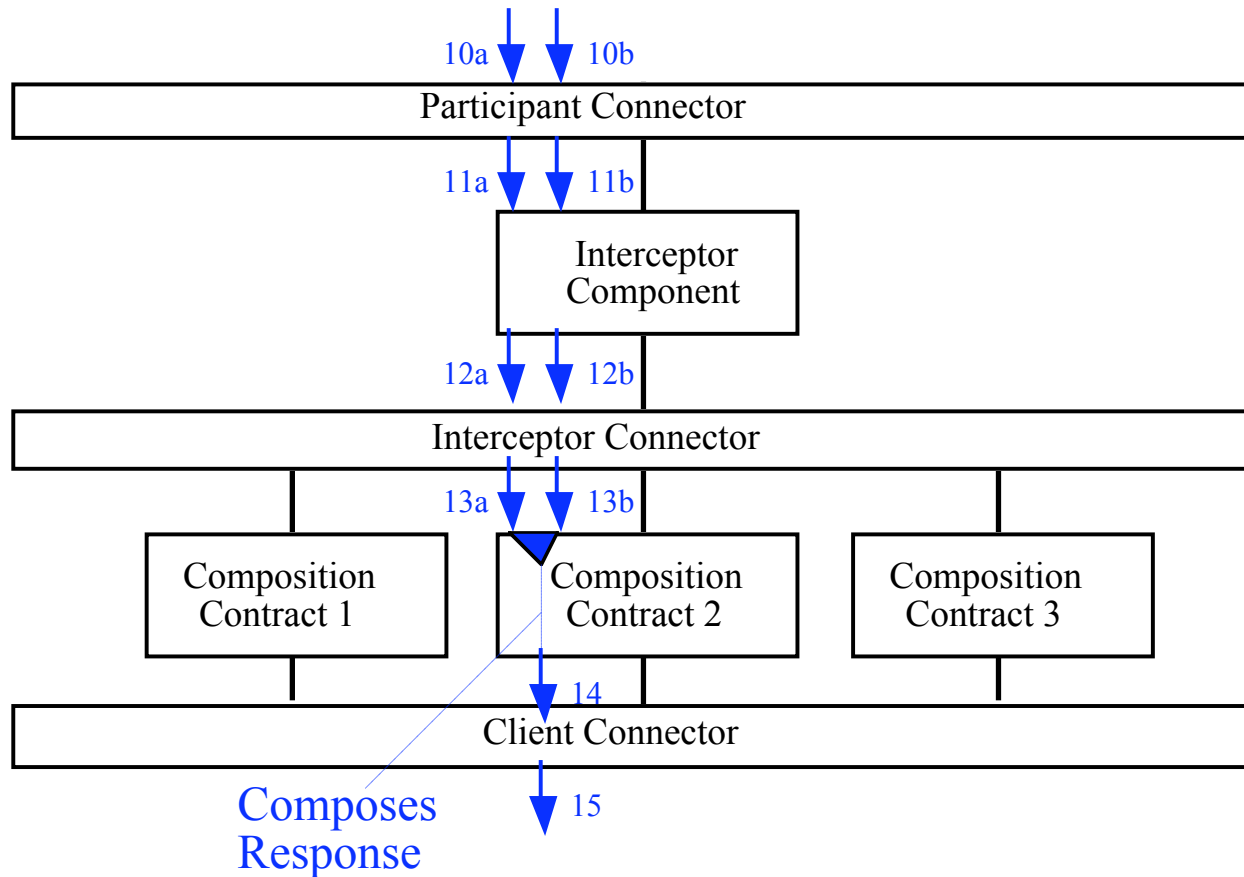 10a 10b
Participant Connector
11a 11b
Interceptor
Component
12a 12b
Interceptor Connector
13a 13b
Composition
Contract 1
Composition
Contract 2
Composition
Contract 3
14
Client Connector
Composes
Response
15